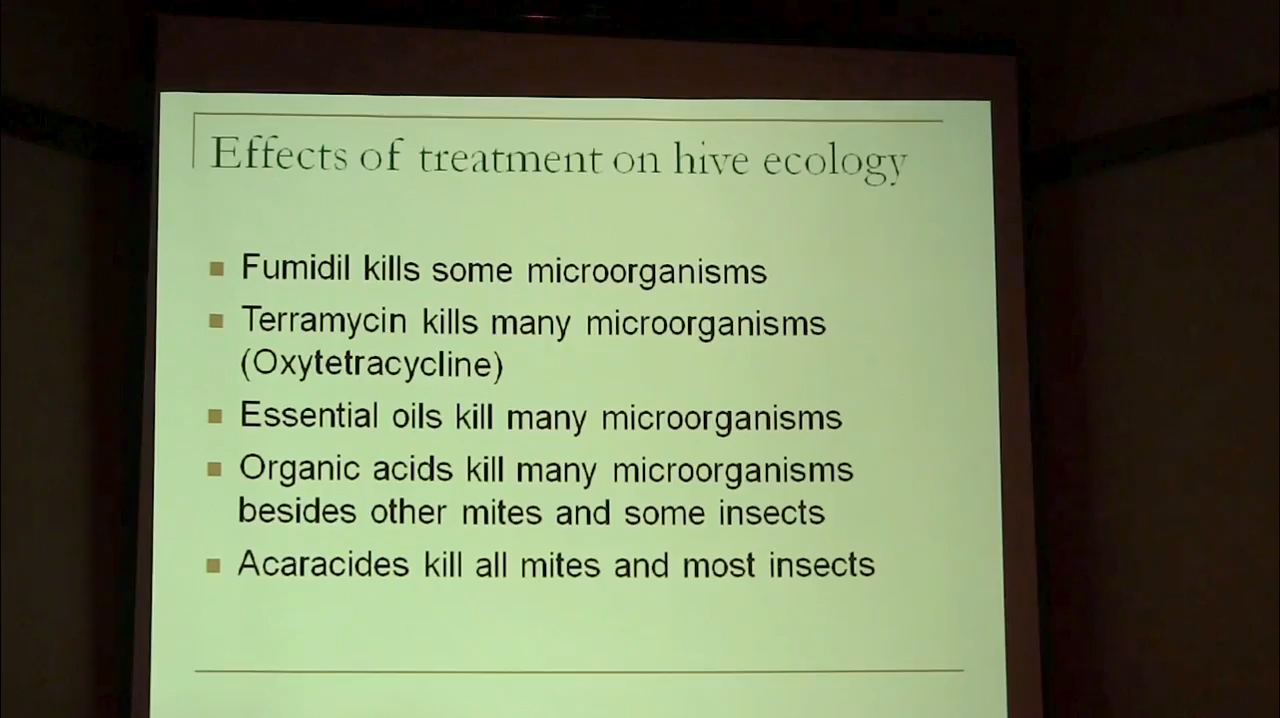 Effects of treatment on hive ecology
Fumidil kills some microorganisms
Terramycin kills many microorganisms
(Oxytetracycline)
Essential oils kill many microorganisms
Organic acids kill many microorganisms
besides other mites and some insects
Acaracides kill all mites and most insects